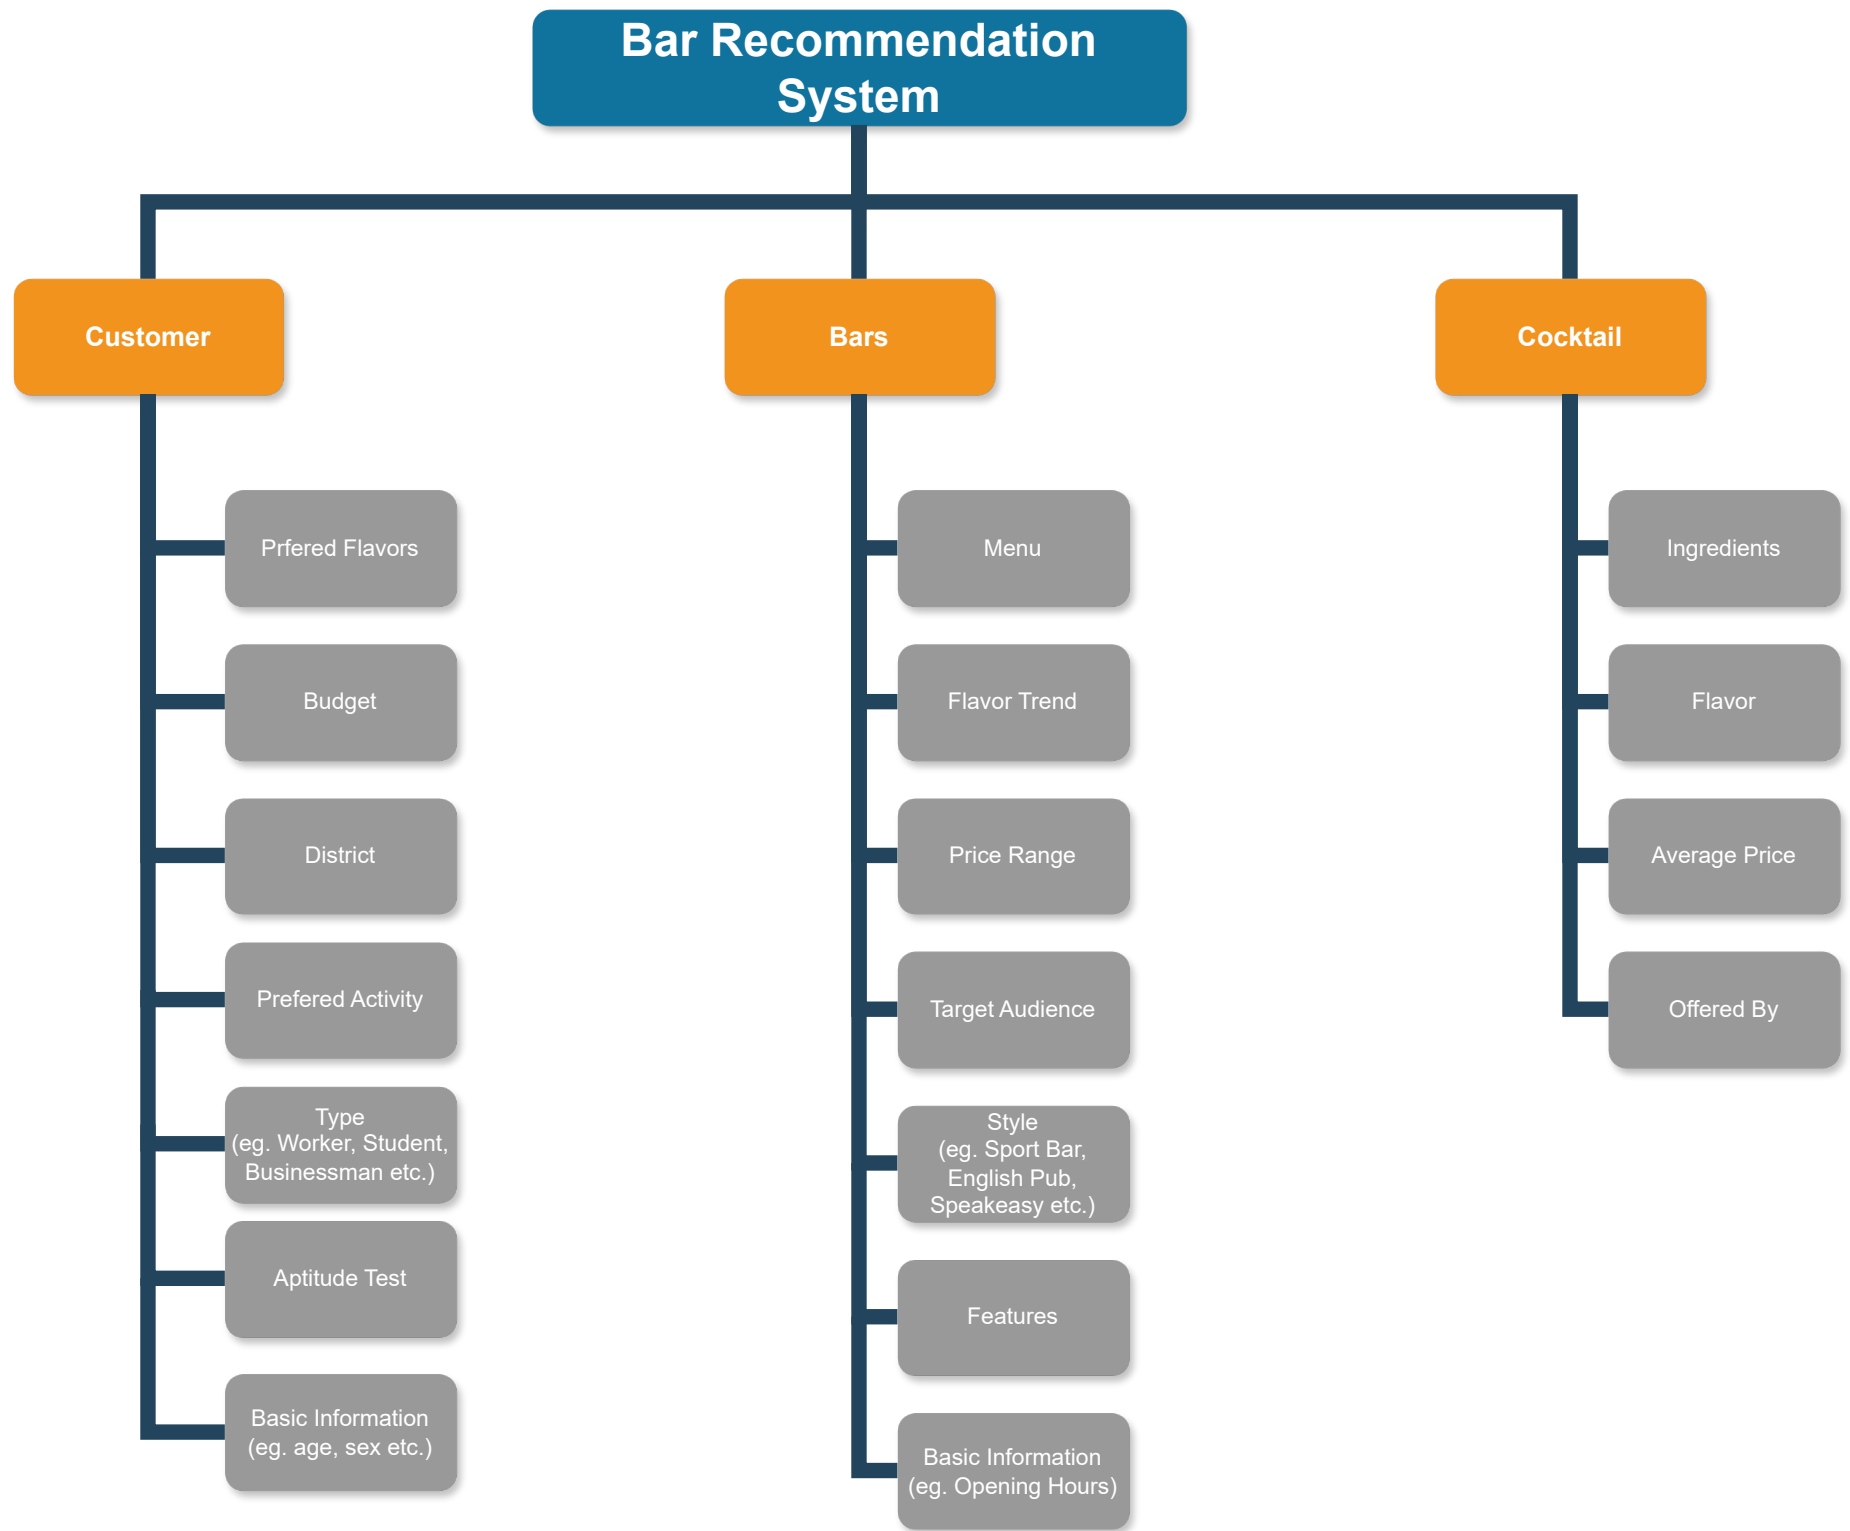 Bar Recommendation
System
Customer
Bars
Cocktail
Prfered Flavors
Budget
District
Prefered Activity
Type
(eg. Worker, Student,
Businessman etc.)
Aptitude Test
Basic Information
(eg. age, sex etc.)
Menu
Flavor Trend
Price Range
Target Audience
Style
(eg. Sport Bar,
English Pub,
Speakeasy etc.)
Features
Basic Information
(eg. Opening Hours)
Ingredients
Flavor
Average Price
Offered By